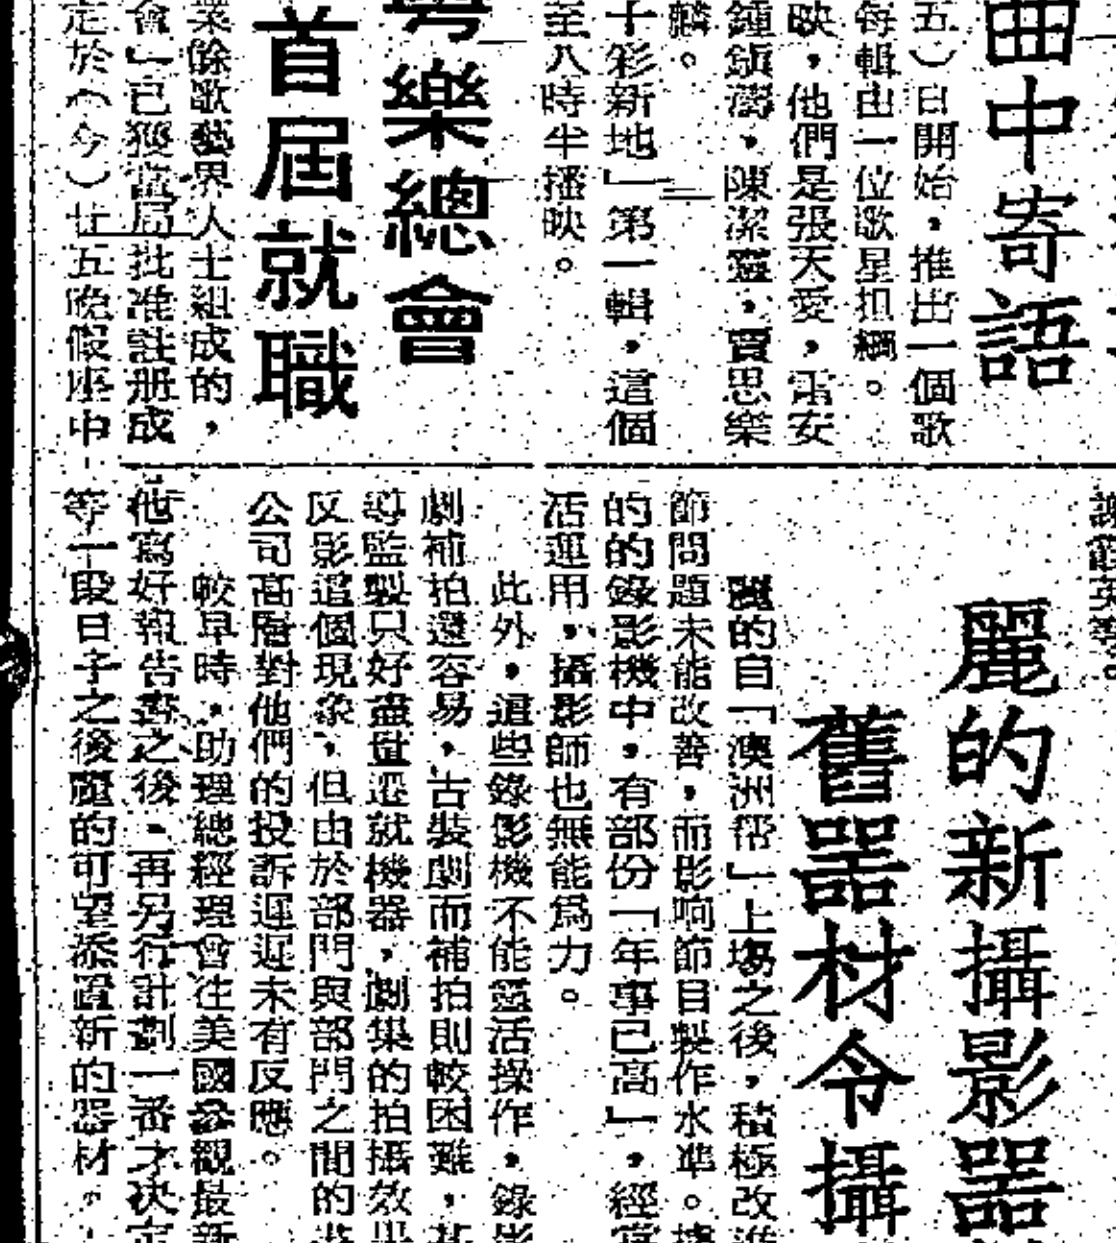 曲中寄語
五）日開始，推出一個歌
每輯由一位歌星担綱。
映，他們是張天愛，雷安
鍾鎮濤，陳潔靈，賈思樂
麟。
十彩新地」第一輯，這個
至八時半播映。
粵樂總會
首屆就職
業餘歌藝界人士組成的，
會」已獲當局批准註册成
定於（今）廿五晚假座中
麗的新攝影器
舊器材令攝
麗的自「澳洲帮」上塲之後，積極改進
節問題未能改善，而影响節目製作水準。據
的的錄影機中，有部份「年事已高」，經常
活運用，攝影師也無能爲力。
此外，這些錄影機不能靈活操作，錄影
劇補拍還容易，古裝劇而補拍則較困難，其
導監製只好盡量遷就機器，劇集的拍攝效果
反影這個現象，但由於部門與部門之間的
公司高層對他們的投訴遲遲未有反應。
較早時，助理總經理會往美國參觀最新
他寫好報告書之後，再另行計劃一番才決定
等一段日子之後麗的可望添置新的器材。